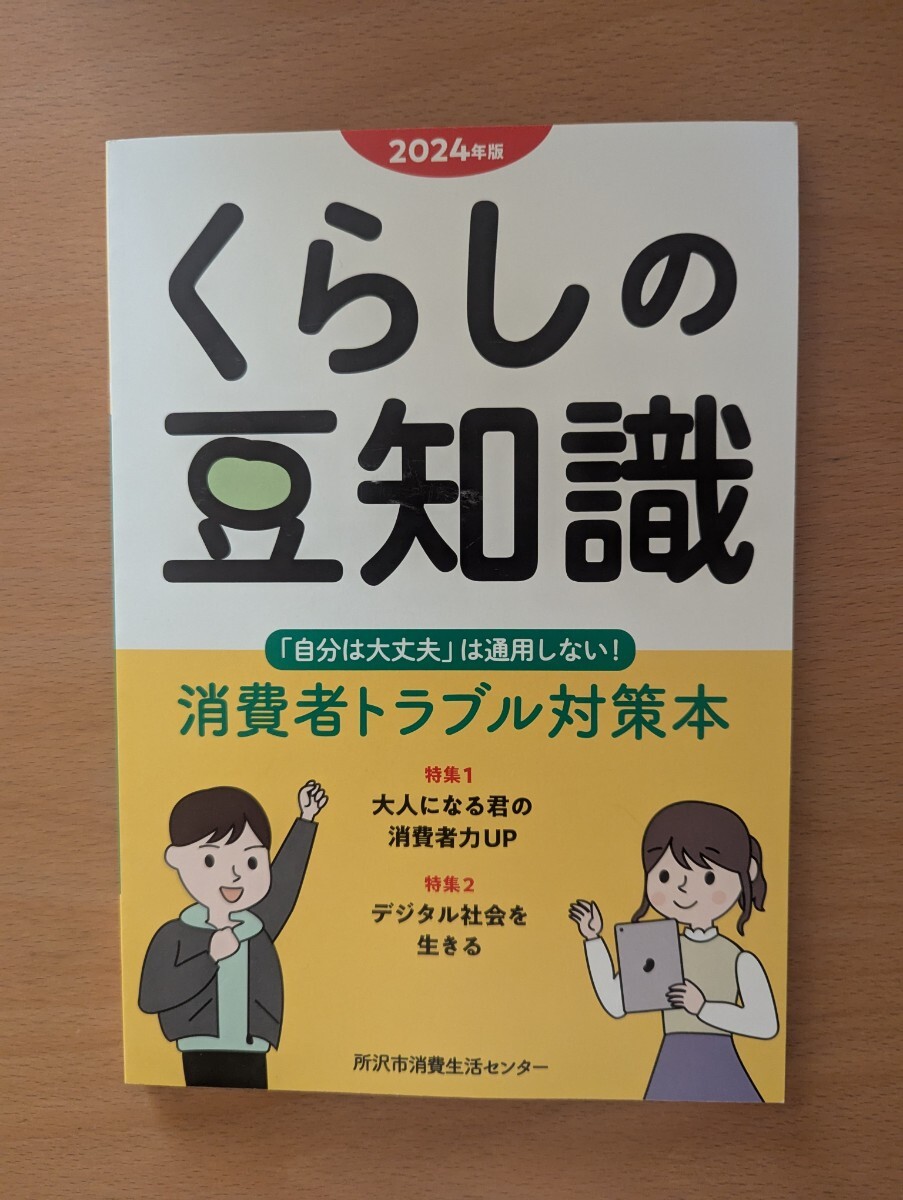 2024年版
くらしの
豆知識
「自分は大丈夫」は通用しない!
消費者トラブル対策本
特集1
大人になる君の
消費者力UP
特集2
デジタル社会を
生きる
所沢市消費生活センター